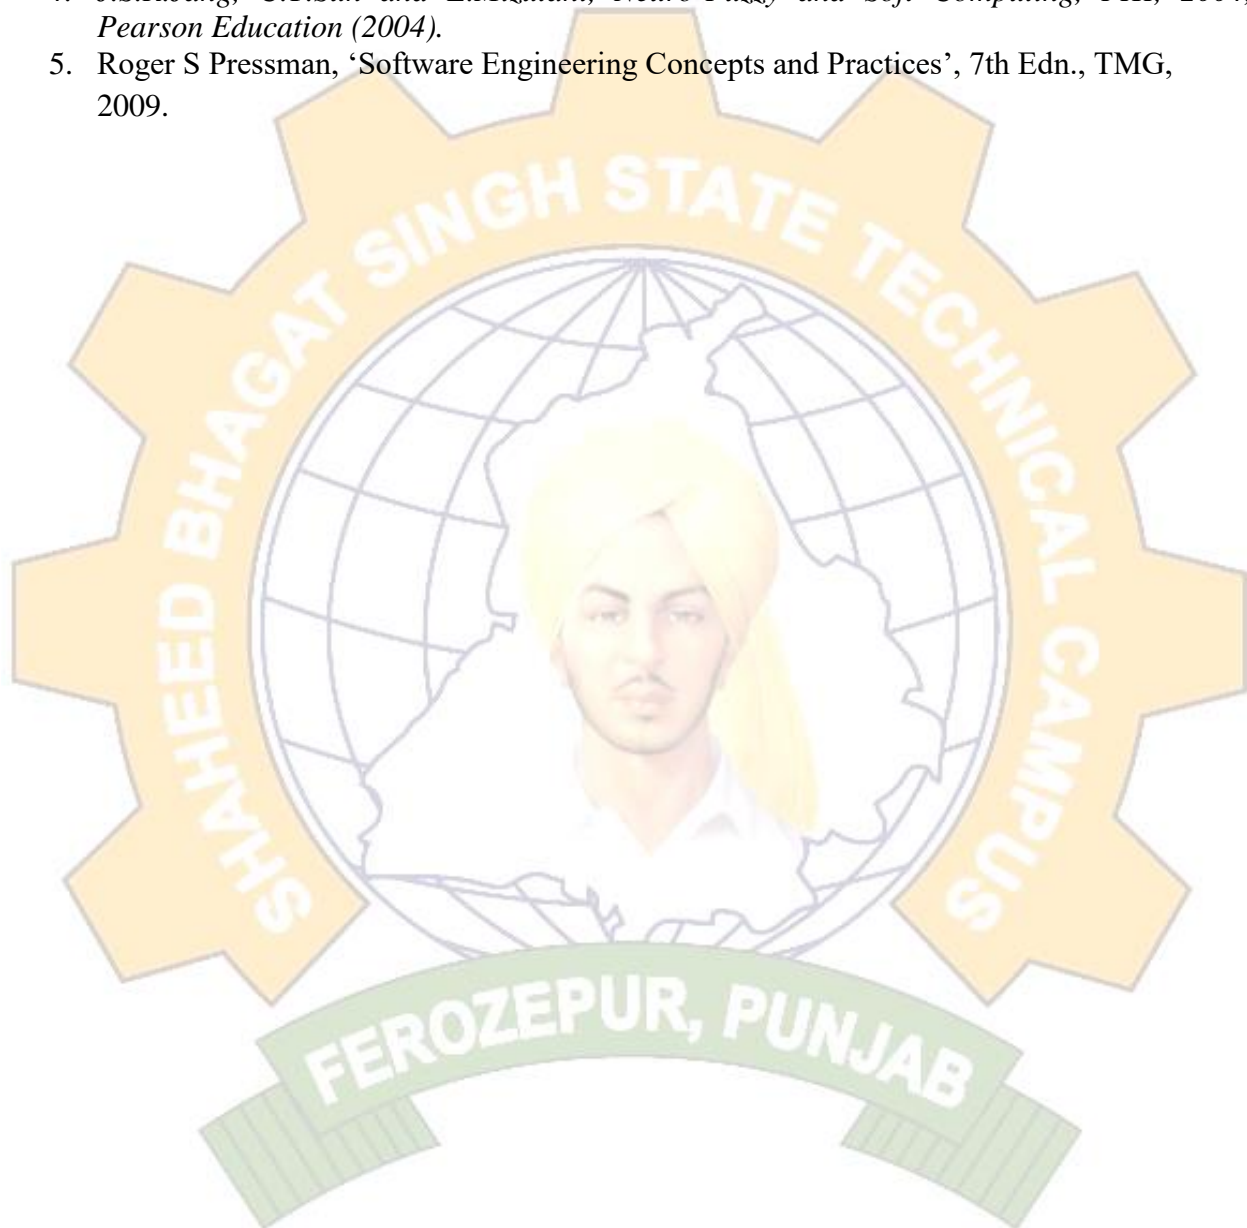 Pearson Education (2004).
5. Roger S Pressman, ‘Software Engineering Concepts and Practices’, 7th Edn., TMG,
2009.
SHAHEED BHAGAT SINGH STATE TECHNICAL CAMPUS
FEROZEPUR, PUNJAB